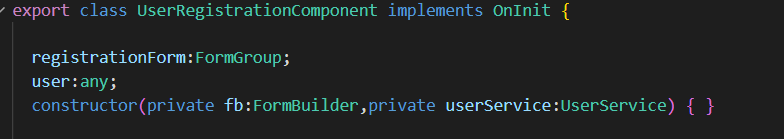 export class UserRegistrationComponent implements OnInit {
registrationForm:FormGroup;
user:any;
constructor(private fb:FormBuilder,private userService:UserService) { }